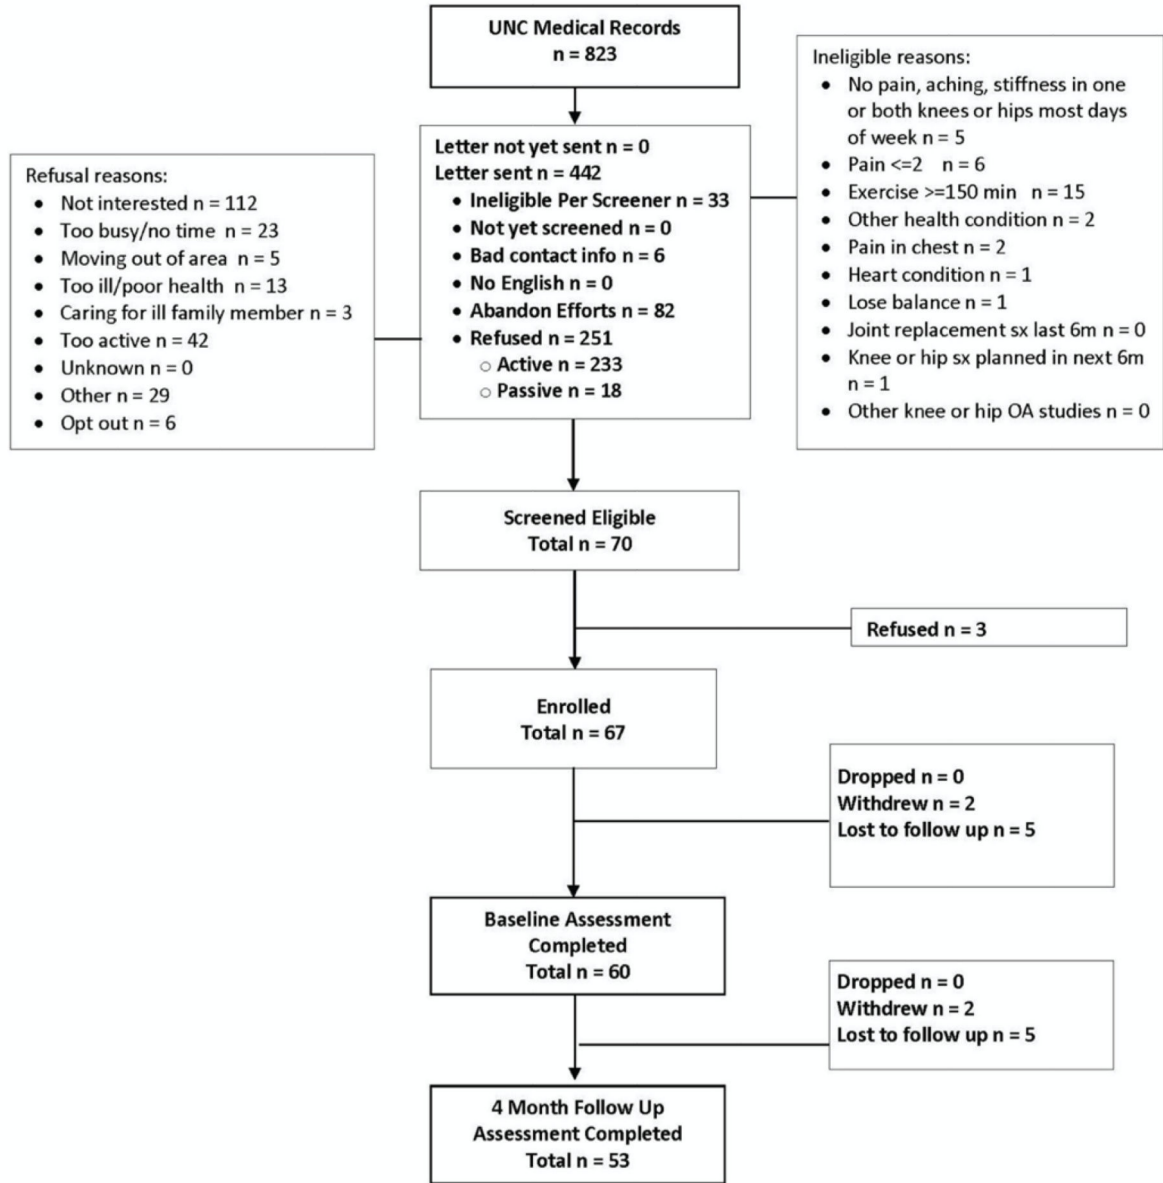 UNC Medical Records
n = 823
Ineligible reasons:
• No pain, aching, stiffness in one
or both knees or hips most days
of week n = 5
• Pain <=2 n = 6
• Exercise >=150 min n = 15
• Other health condition n = 2
• Pain in chest n = 2
• Heart condition n = 1
• Lose balance n = 1
• Joint replacement sx last 6m n = 0
• Knee or hip sx planned in next 6m
n = 1
• Other knee or hip OA studies n = 0
Letter not yet sent n = 0
Letter sent n = 442
• Ineligible Per Screener n = 33
• Not yet screened n = 0
• Bad contact info n = 6
• No English n = 0
• Abandon Efforts n = 82
• Refused n = 251
○ Active n = 233
○ Passive n = 18
Refusal reasons:
• Not interested n = 112
• Too busy/no time n = 23
• Moving out of area n = 5
• Too ill/poor health n = 13
• Caring for ill family member n = 3
• Too active n = 42
• Unknown n = 0
• Other n = 29
• Opt out n = 6
Screened Eligible
Total n = 70
Refused n = 3
Enrolled
Total n = 67
Dropped n = 0
Withdrew n = 2
Lost to follow up n = 5
Baseline Assessment
Completed
Total n = 60
Dropped n = 0
Withdrew n = 2
Lost to follow up n = 5
4 Month Follow Up
Assessment Completed
Total n = 53